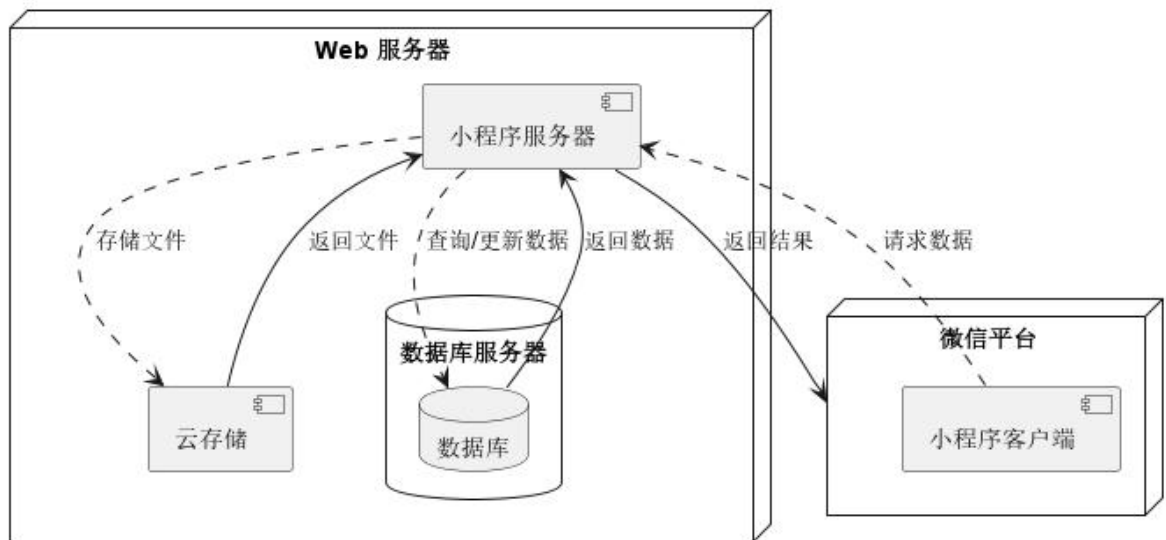 Web 服务器
小程序服务器
存储文件
返回文件
查询/更新数据
返回数据
返回结果
请求数据
数据库服务器
微信平台
云存储
数据库
小程序客户端